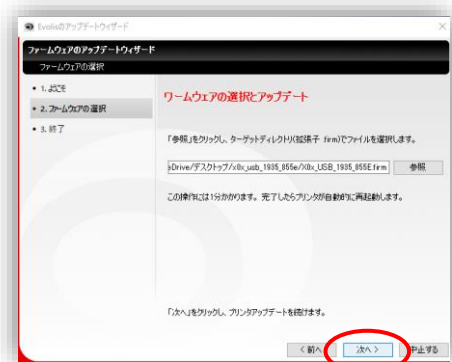 Evolisのアップデートウィザード
ファームウェアのアップデートウィザード
ファームウェアの選択
• 1. ようこそ
• 2. ファームウェアの選択
• 3. 終了
ワームウェアの選択とアップデート
「参照」をクリックし、ターゲットディレクトリ(拡張子 firm)でファイルを選択します。
eDrive/デスクトップ/x0x_usb_1935_855e/X0x_USB_1935_855E.firm
参照
この操作には1分かかります。完了したらプリンタが自動的に再起動します。
「次へ」をクリックし、プリンタアップデートを続けます。
< 前へ
次へ >
中止する